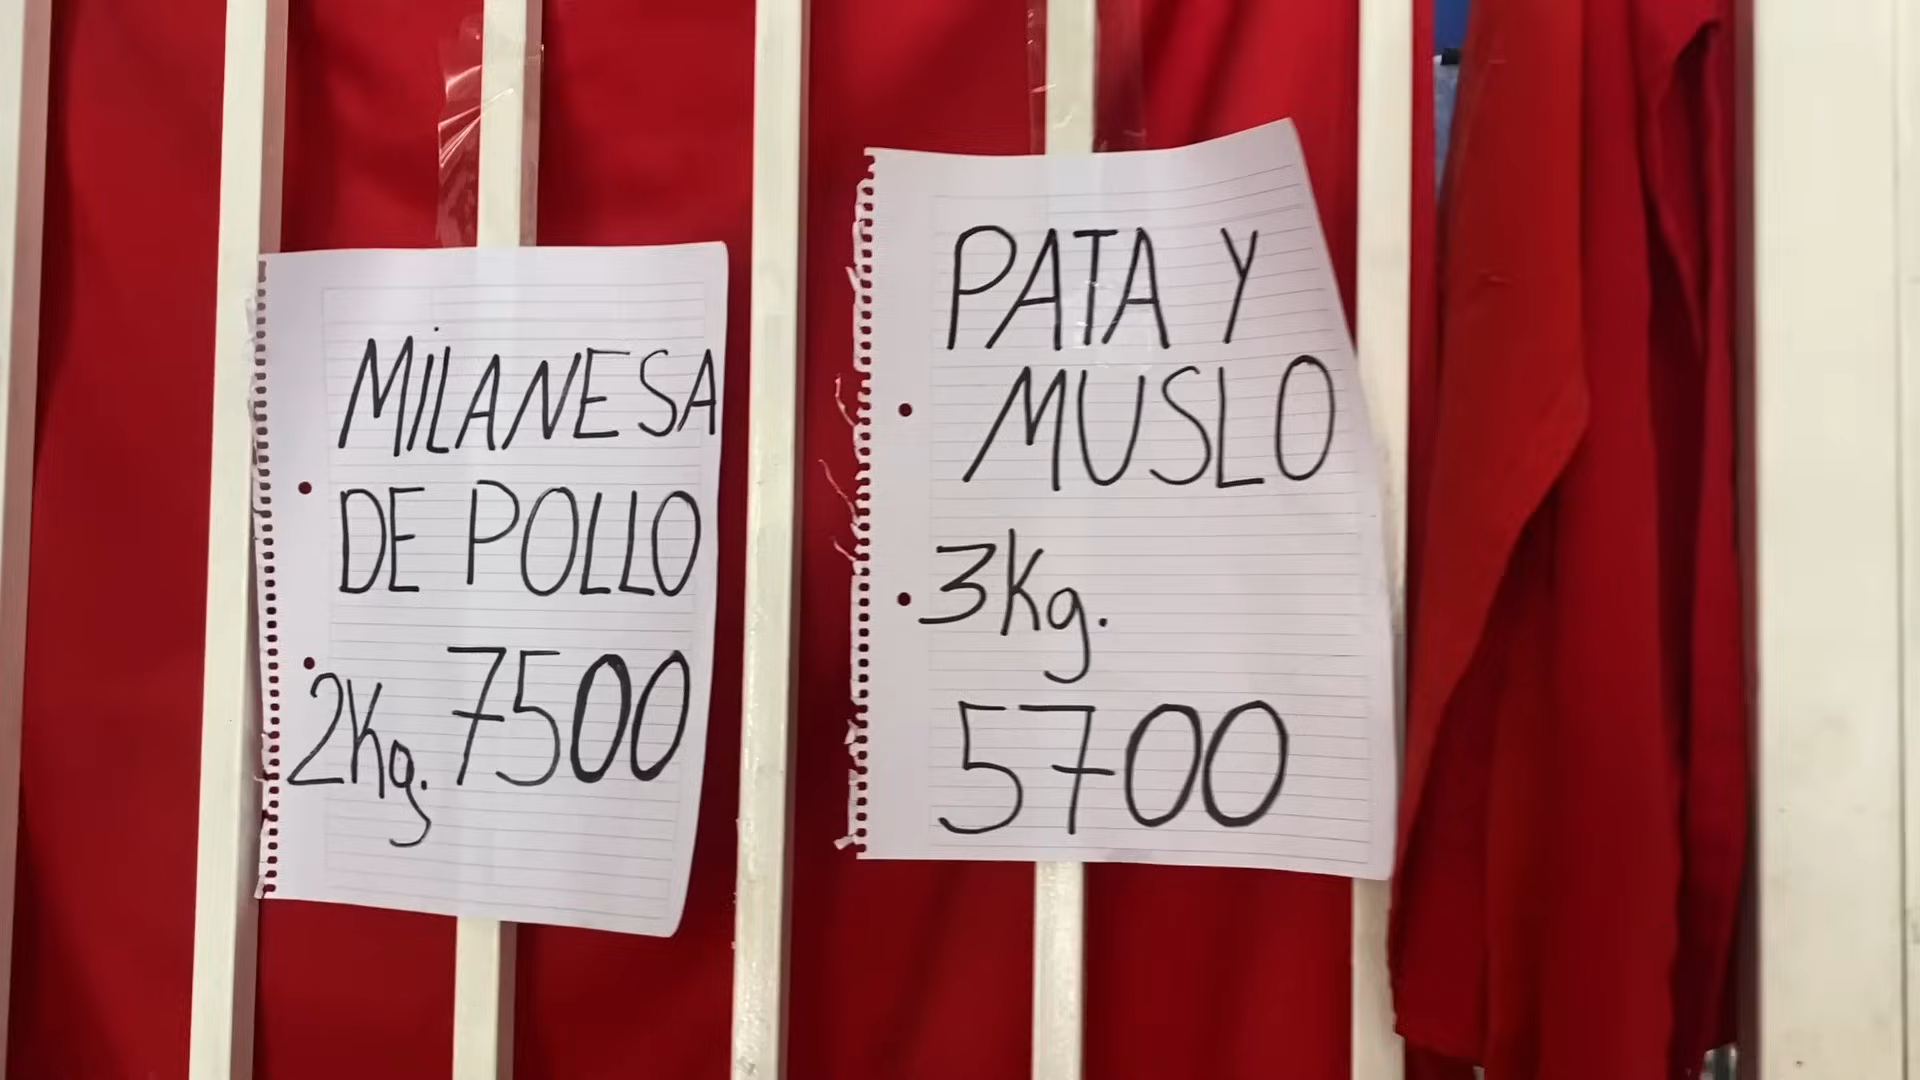 MILANESA
DE POLLO
2Kg. 7500
PATA Y
MUSLO
3Kg.
5700